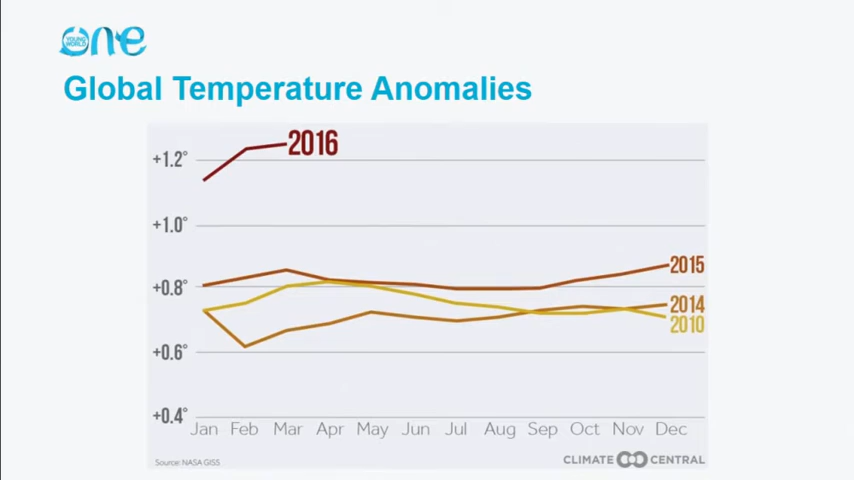 YOUNG
WORLD
one
Global Temperature Anomalies
2016
+1.2°
+1.0°
2015
+0.8°
2014
2010
+0.6°
+0.4°
Jan Feb Mar Apr May Jun Jul Aug Sep Oct Nov Dec
Source: NASA GISS
CLIMATE CENTRAL